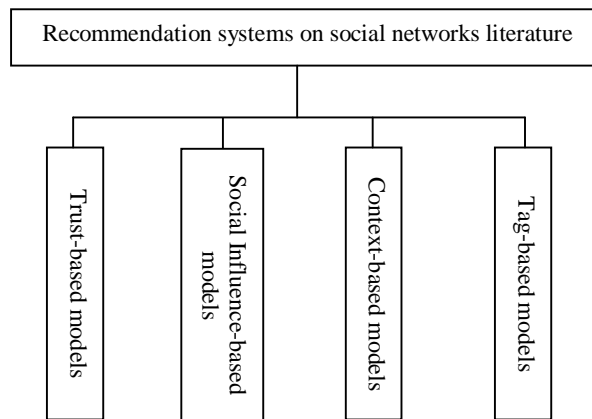 Recommendation systems on social networks literature
Trust-based models
Social Influence-based
models
Context-based models
Tag-based models